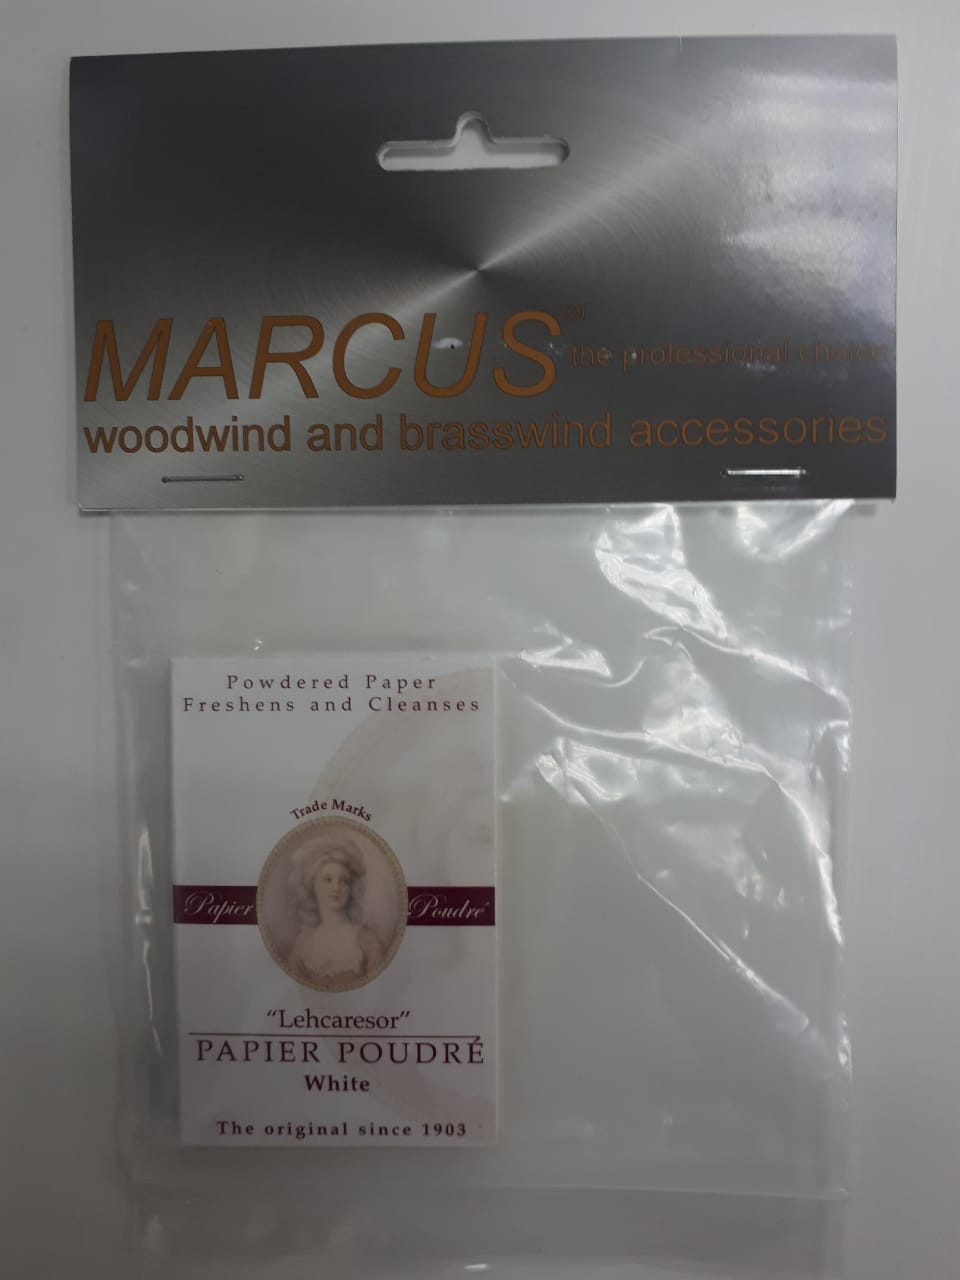 MARCUS™ the professional choice
woodwind and brasswind accessories
Powdered Paper
Freshens and Cleanses
Trade Marks
Papier Poudré
"Lehcaresor"
PAPIER POUDRÉ
White
The original since 1903